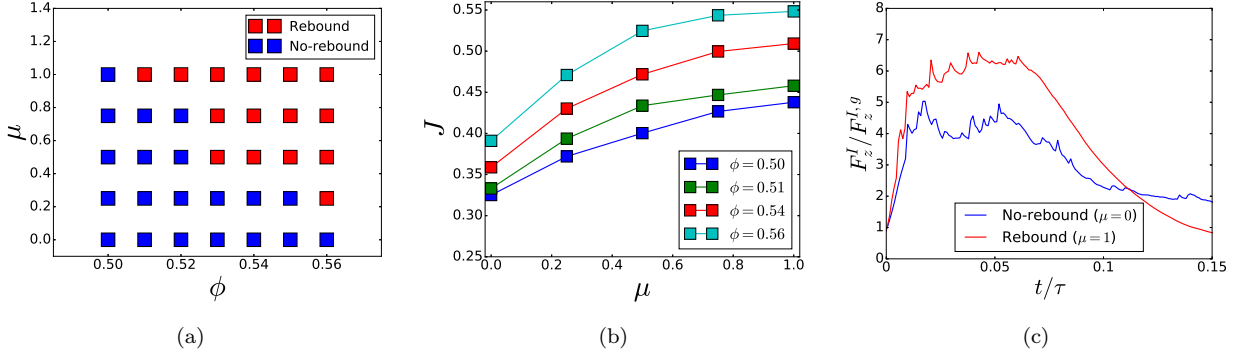 1.4
1.2
1.0
0.8
0.6
0.4
0.2
0.0
μ
0.50
0.52
0.54
0.56
ϕ
Rebound
No-rebound
(a)
0.55
0.50
0.45
0.40
0.35
0.30
0.25
J
0.0
0.2
0.4
0.6
0.8
1.0
μ
ϕ = 0.50
ϕ = 0.51
ϕ = 0.54
ϕ = 0.56
(b)
8
7
6
5
4
3
2
1
0
F_z^I / F_z^{I,g}
0
0.05
0.1
0.15
t/τ
No-rebound (μ=0)
Rebound (μ=1)
(c)